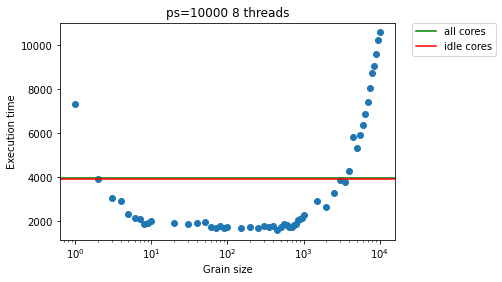 ps=10000 8 threads
all cores
idle cores
10000
8000
6000
4000
2000
Execution time
10⁰
10¹
10²
10³
10⁴
Grain size